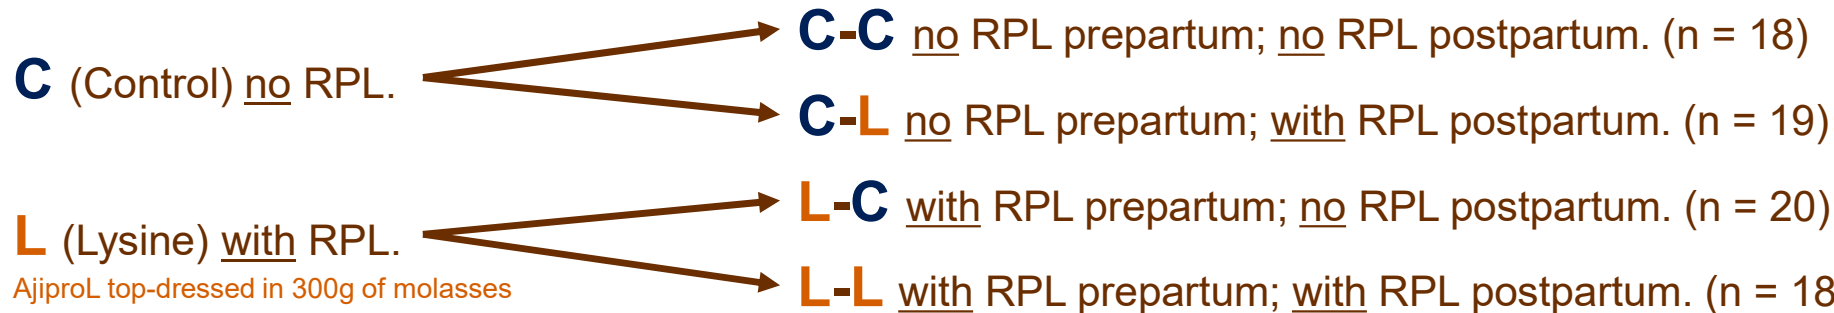 C (Control) no RPL.
C-C no RPL prepartum; no RPL postpartum. (n = 18)
C-L no RPL prepartum; with RPL postpartum. (n = 19)
L (Lysine) with RPL.
AjiproL top-dressed in 300g of molasses
L-C with RPL prepartum; no RPL postpartum. (n = 20)
L-L with RPL prepartum; with RPL postpartum. (n = 18